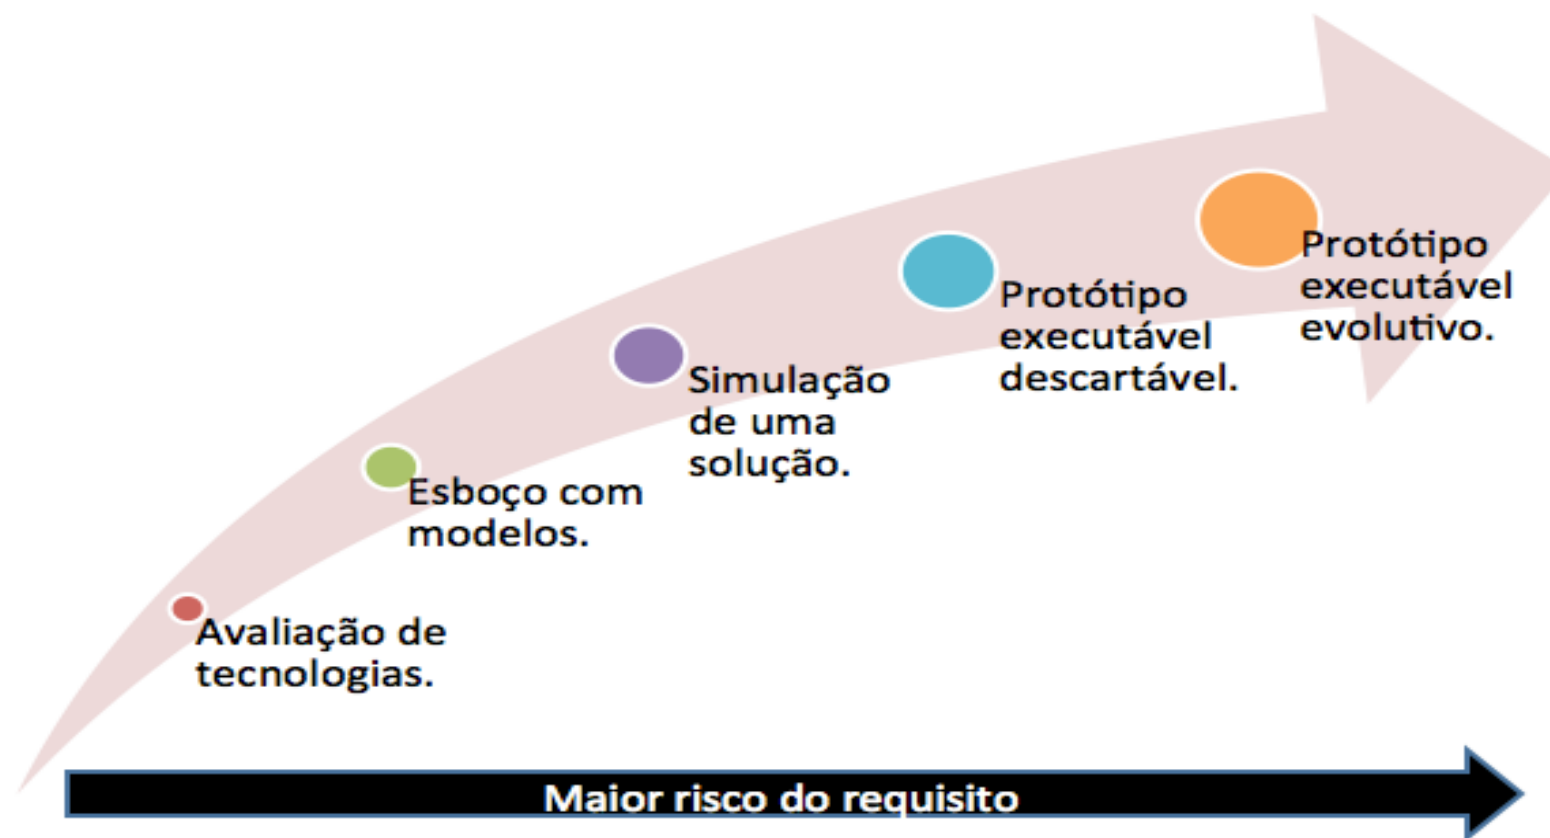 Avaliação de
tecnologias.
Esboço com
modelos.
Simulação
de uma
solução.
Protótipo
executável
descartável.
Protótipo
executável
evolutivo.
Maior risco do requisito